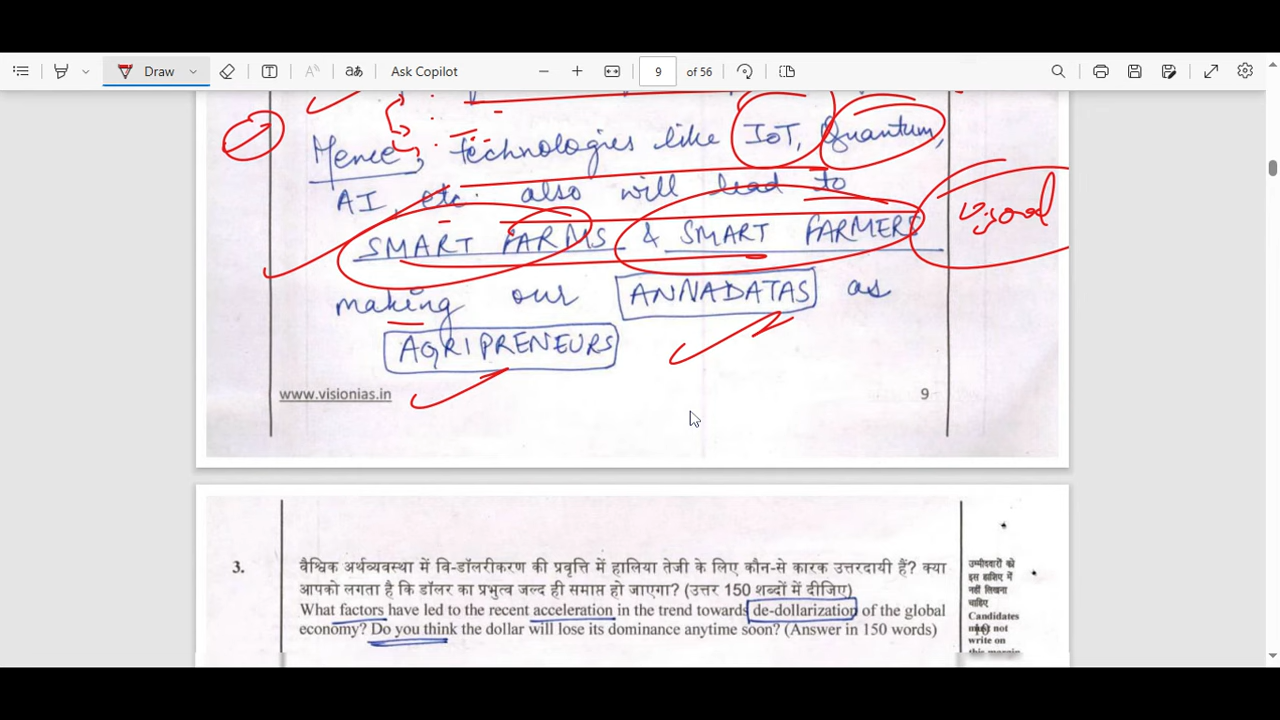 Draw
Ask Copilot
9 of 56
Hence, technologies like IoT, Quantum,
AI, etc. also will lead to
SMART FARMS & SMART FARMERS
making our ANNADATAS as
AGRIPRENEURS
V.good
www.visionias.in
9
3.
वैश्विक अर्थव्यवस्था में वि-डॉलरीकरण की प्रवृत्ति में हालिया तेजी के लिए कौन-से कारक उत्तरदायी हैं? क्या
आपको लगता है कि डॉलर का प्रभुत्व जल्द ही समाप्त हो जाएगा? (उत्तर 150 शब्दों में दीजिए)
What factors have led to the recent acceleration in the trend towards de-dollarization of the global
economy? Do you think the dollar will lose its dominance anytime soon? (Answer in 150 words)
उम्मीदवारों को
इस हाशिए में
नहीं लिखना
चाहिए
Candidates
must not
write on
this margin